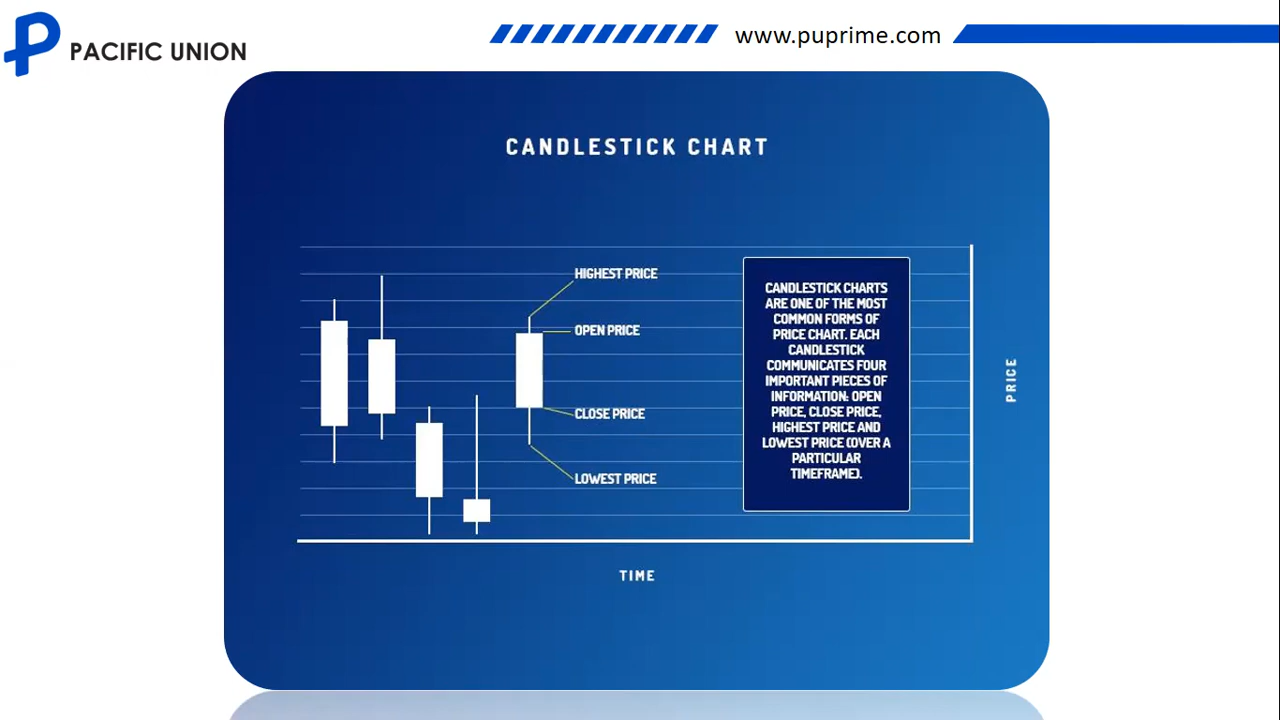 PACIFIC UNION
www.puprime.com
CANDLESTICK CHART
HIGHEST PRICE
OPEN PRICE
CLOSE PRICE
LOWEST PRICE
CANDLESTICK CHARTS
ARE ONE OF THE MOST
COMMON FORMS OF
PRICE CHART. EACH
CANDLESTICK
COMMUNICATES FOUR
IMPORTANT PIECES OF
INFORMATION: OPEN
PRICE, CLOSE PRICE,
HIGHEST PRICE AND
LOWEST PRICE (OVER A
PARTICULAR
TIMEFRAME).
PRICE
TIME